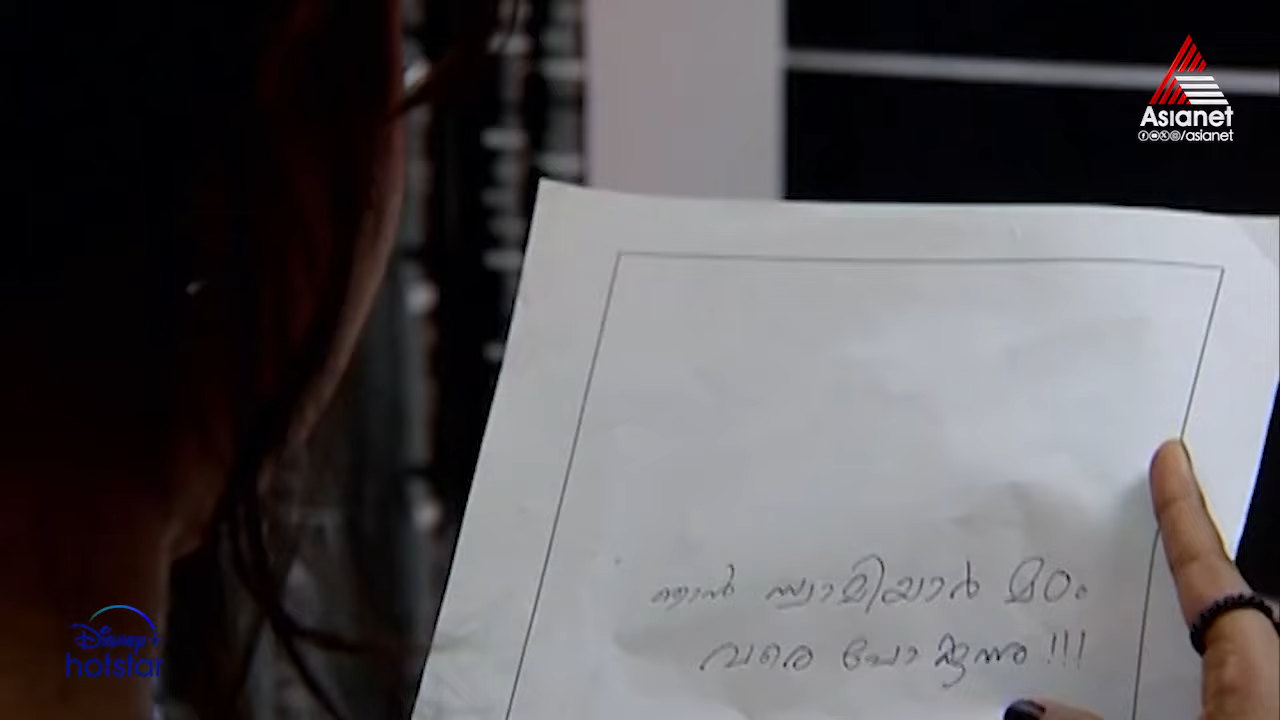 Asianet
/asianet
ഞാൻ സ്വാമിയാർ മഠം
വരെ പോകുന്നു !!!
Disney+
hotstar